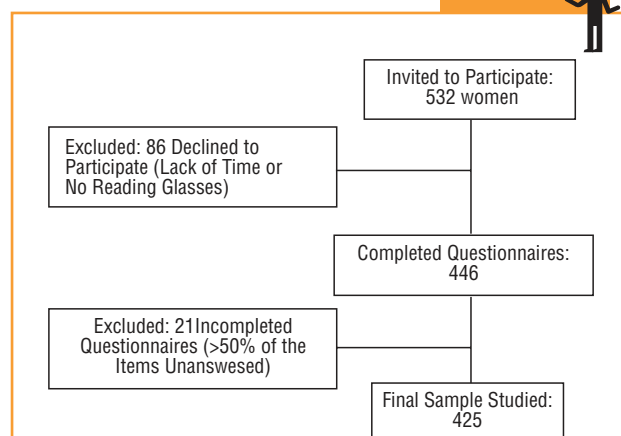 Invited to Participate:
532 women
Excluded: 86 Declined to
Participate (Lack of Time or
No Reading Glasses)
Completed Questionnaires:
446
Excluded: 21Incompleted
Questionnaires (>50% of the
Items Unanswesed)
Final Sample Studied:
425